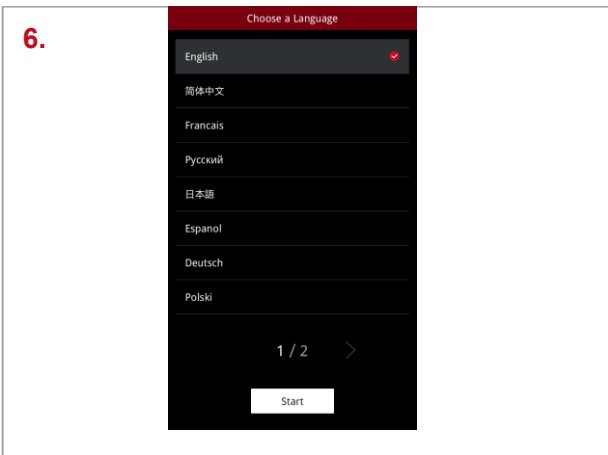 6.
Choose a Language
English
简体中文
Francais
Русский
日本語
Espanol
Deutsch
Polski
1 / 2
Start